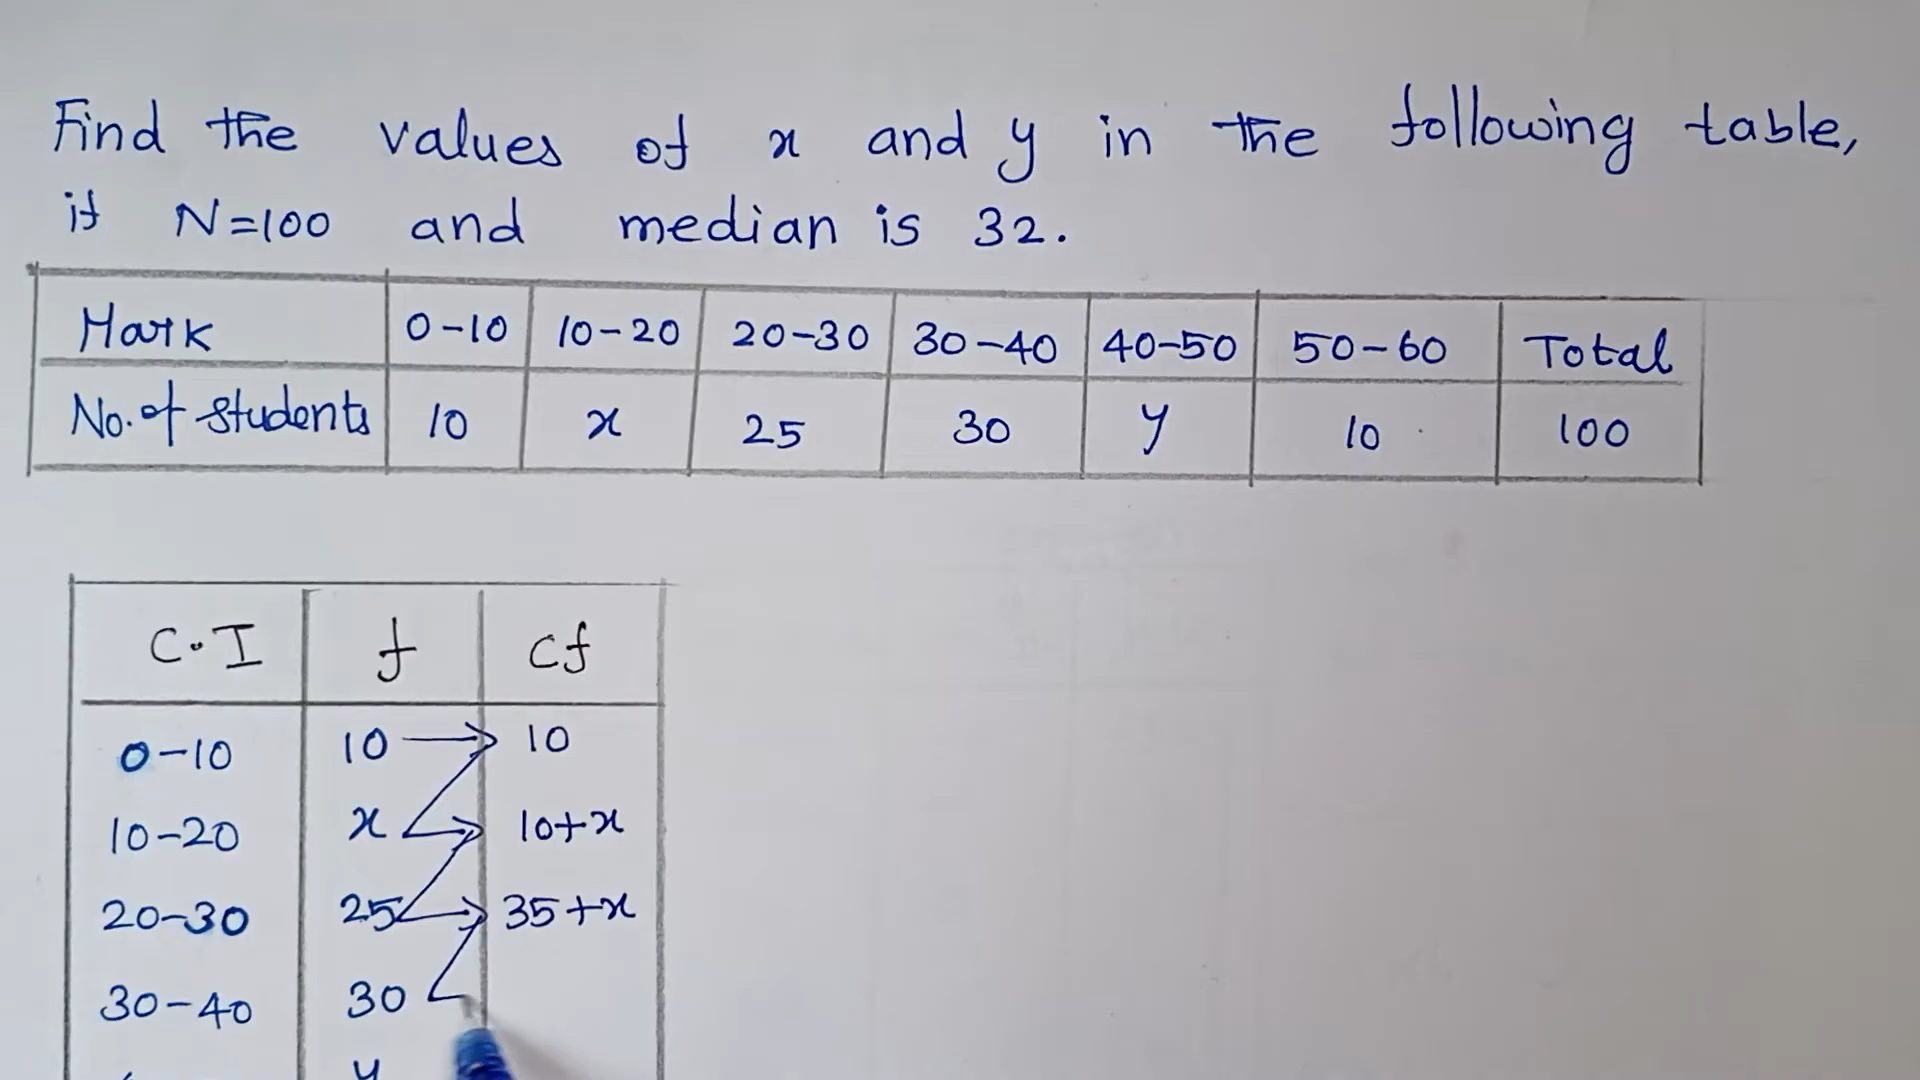 Find the values of x and y in the following table,
if N=100 and median is 32.
Mark 0-10 10-20 20-30 30-40 40-50 50-60 Total
No. of students 10 x 25 30 y 10 100
C.I f cf
0-10 10 10
10-20 x 10+x
20-30 25 35+x
30-40 30
y